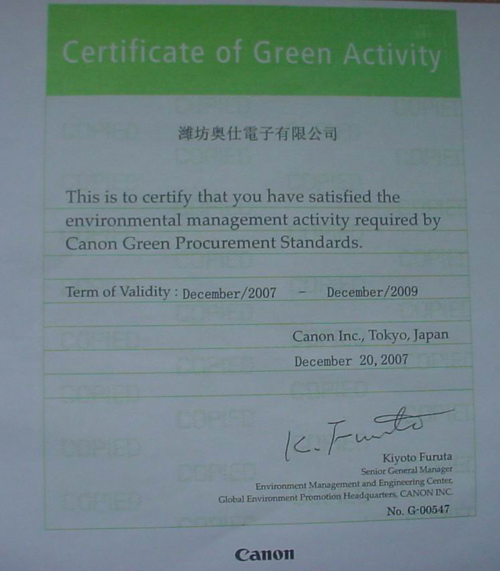 Certificate of Green Activity
濰坊奥仕電子有限公司
This is to certify that you have satisfied the
environmental management activity required by
Canon Green Procurement Standards.
Term of Validity : December/2007 - December/2009
Canon Inc., Tokyo, Japan
December 20, 2007
K. Furuta
Kiyoto Furuta
Senior General Manager
Environment Management and Engineering Center,
Global Environment Promotion Headquarters, CANON INC.
No. G-00547
Canon
COPIED